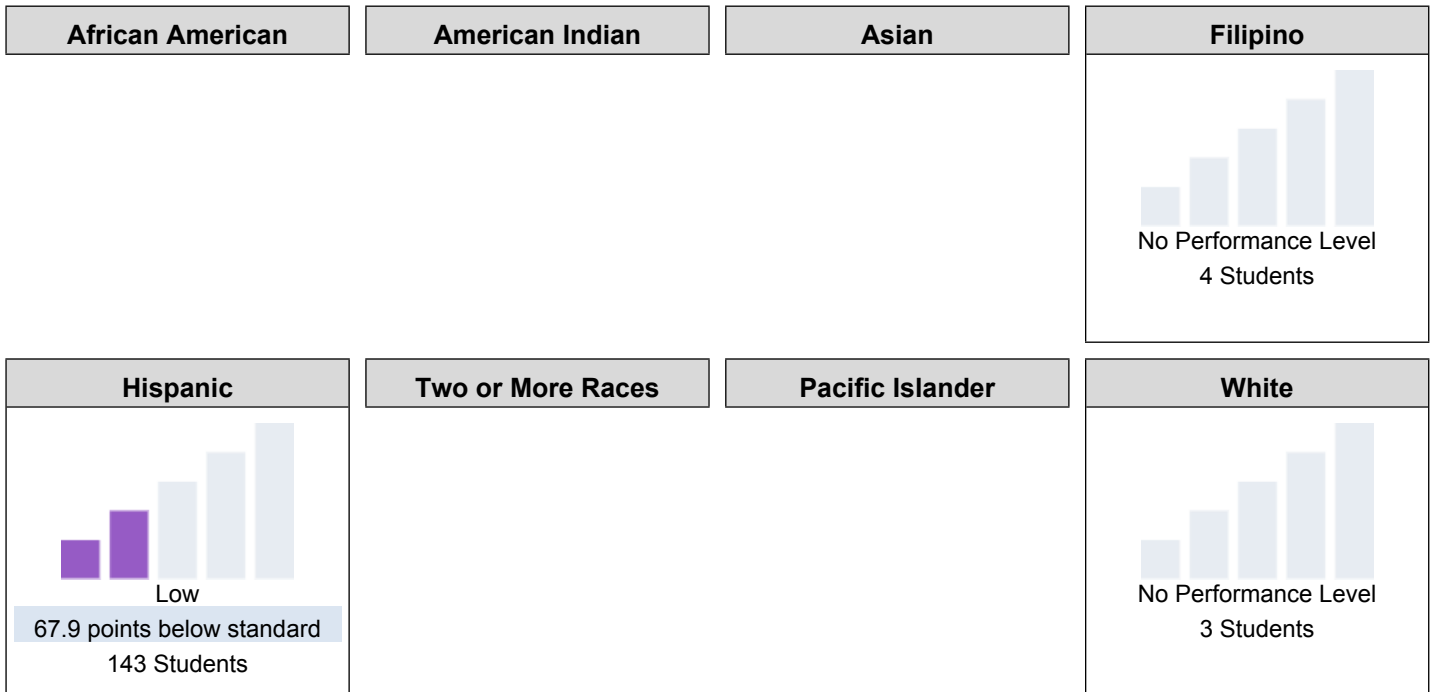 African American
American Indian
Asian
Filipino
No Performance Level
4 Students
Hispanic
Two or More Races
Pacific Islander
White
Low
67.9 points below standard
143 Students
No Performance Level
3 Students